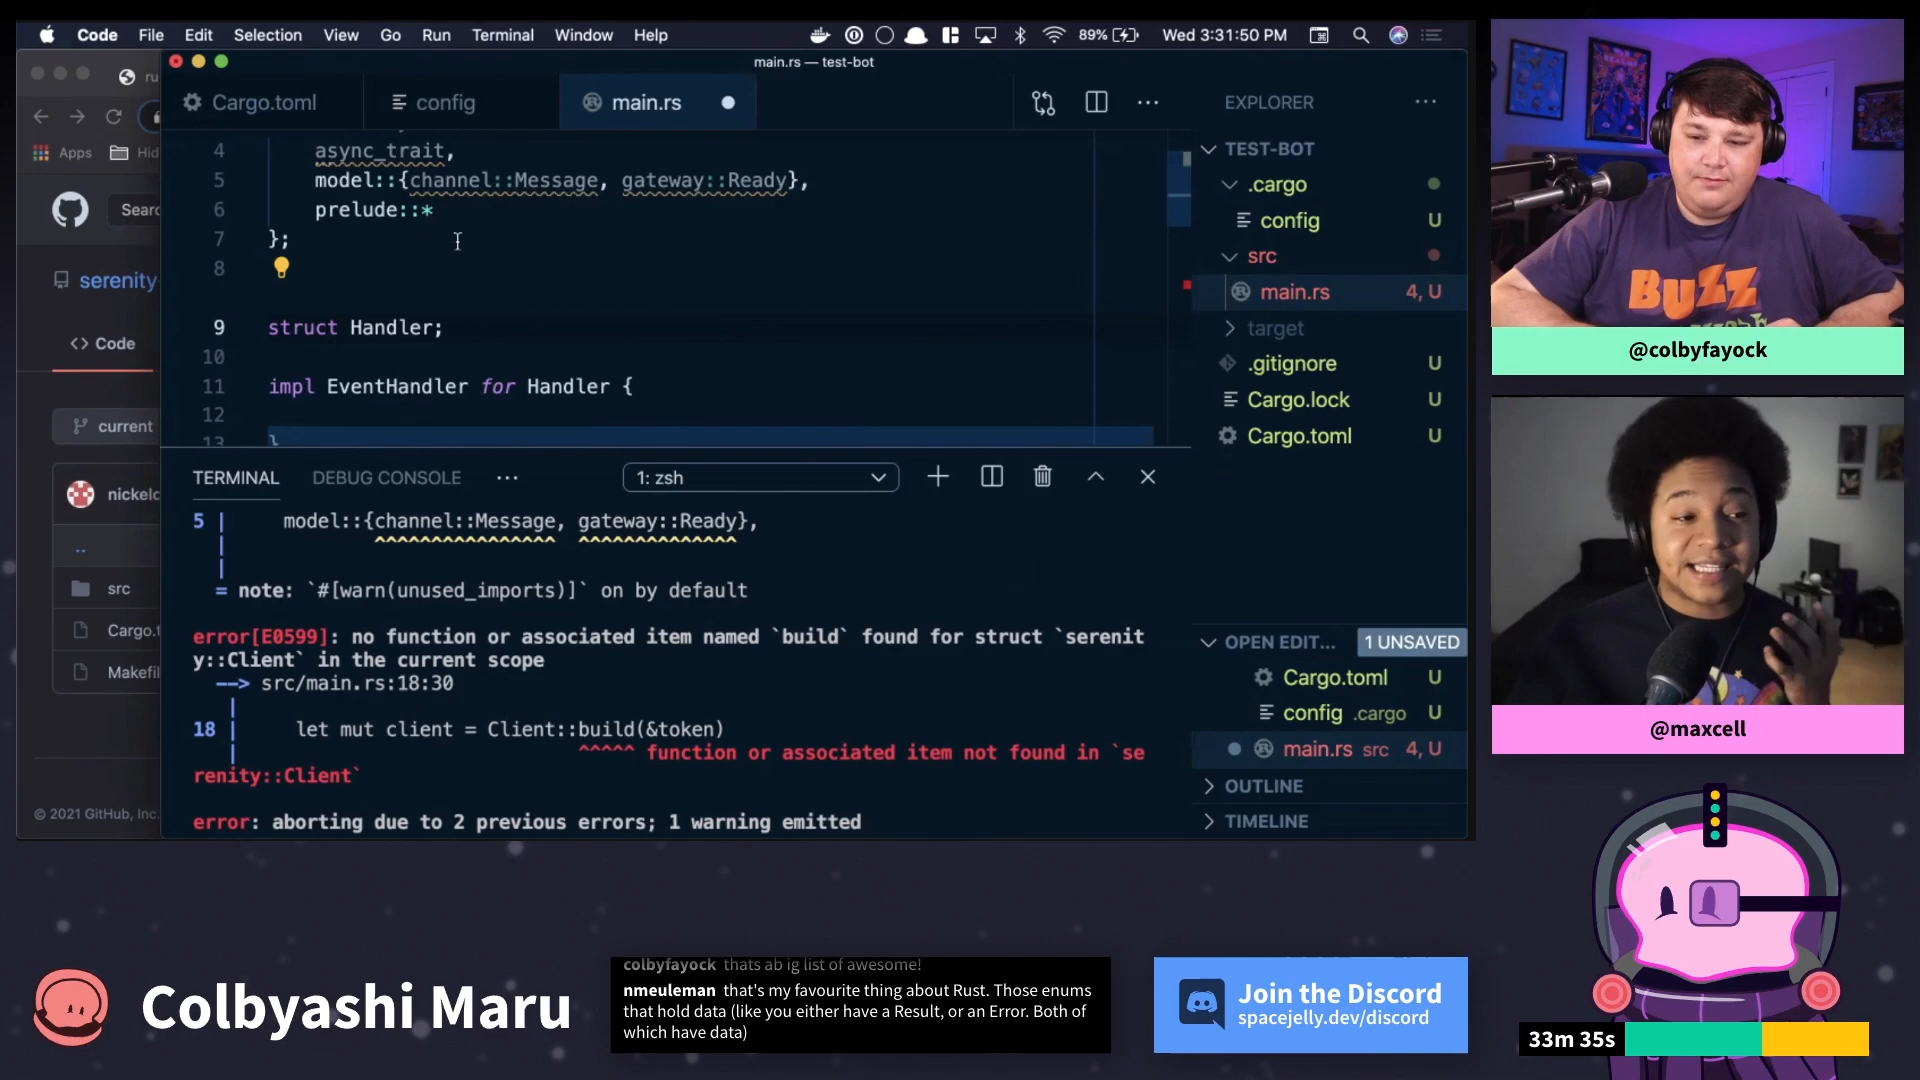 Code File Edit Selection View Go Run Terminal Window Help
89% Wed 3:31:50 PM
main.rs — test-bot
Cargo.toml
config
main.rs
EXPLORER
4 async_trait,
5 model::{channel::Message, gateway::Ready},
6 prelude::*
7 };
8
9 struct Handler;
10
11 impl EventHandler for Handler {
12
13 }
TEST-BOT
.cargo
config U
src
main.rs 4, U
target
.gitignore U
Cargo.lock U
Cargo.toml U
TERMINAL DEBUG CONSOLE
1: zsh
5 | model::{channel::Message, gateway::Ready},
| ^^^^^^^^^^^^^^^^ ^^^^^^^^^^^^^^
|
= note: `#[warn(unused_imports)]` on by default
error[E0599]: no function or associated item named `build` found for struct `serenit
y::Client` in the current scope
--> src/main.rs:18:30
|
18 | let mut client = Client::build(&token)
| ^^^^^ function or associated item not found in `se
renity::Client`
error: aborting due to 2 previous errors; 1 warning emitted
OPEN EDIT... 1 UNSAVED
Cargo.toml U
config .cargo U
main.rs src 4, U
OUTLINE
TIMELINE
ru
Apps Hid
Searc
serenity
<> Code
current
nickelc
..
src
Cargo.t
Makefil
© 2021 GitHub, Inc.
BUZZ
@colbyfayock
@maxcell
Colbyashi Maru
colbyfayock thats ab ig list of awesome!
nmeuleman that's my favourite thing about Rust. Those enums
that hold data (like you either have a Result, or an Error. Both of
which have data)
Join the Discord
spacejelly.dev/discord
33m 35s